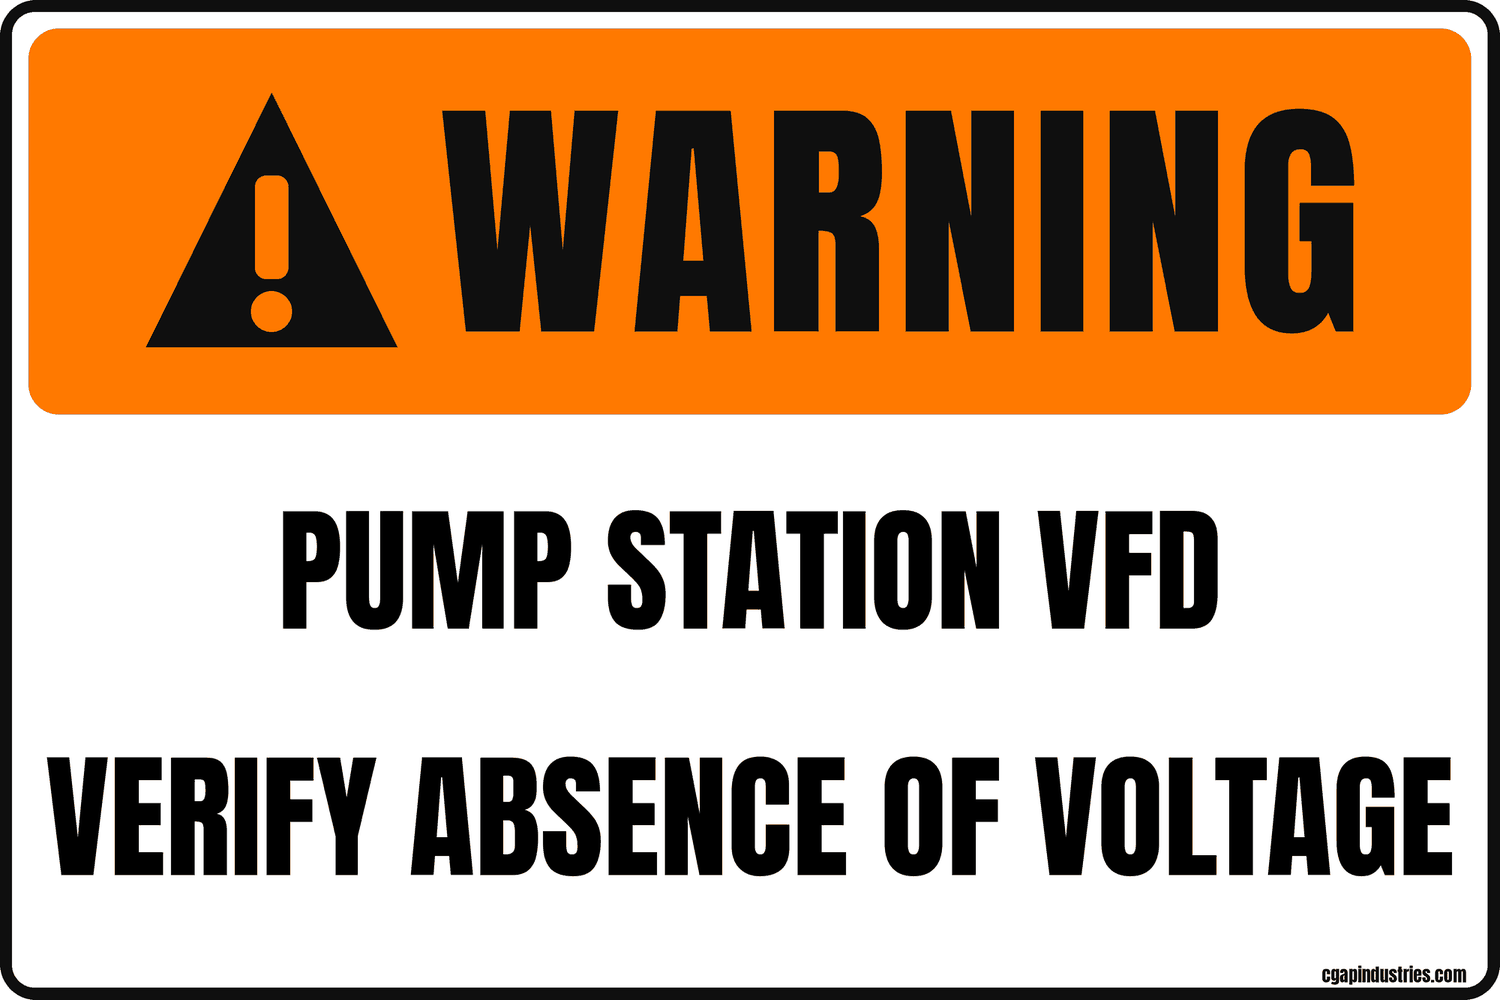 WARNING
PUMP STATION VFD
VERIFY ABSENCE OF VOLTAGE
cgapindustries.com